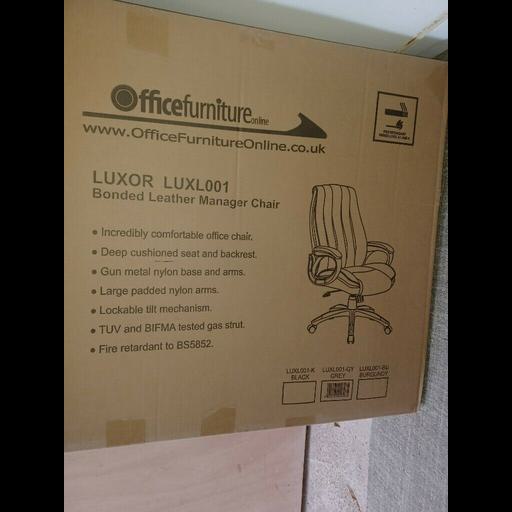 Officefurniture online
www.OfficeFurnitureOnline.co.uk
LUXOR LUXL001
Bonded Leather Manager Chair
• Incredibly comfortable office chair.
• Deep cushioned seat and backrest.
• Gun metal nylon base and arms.
• Large padded nylon arms.
• Lockable tilt mechanism.
• TUV and BIFMA tested gas strut.
• Fire retardant to BS5852.
LUXL001-K LUXL001-GY LUXL001-BU
BLACK GREY BURGUNDY